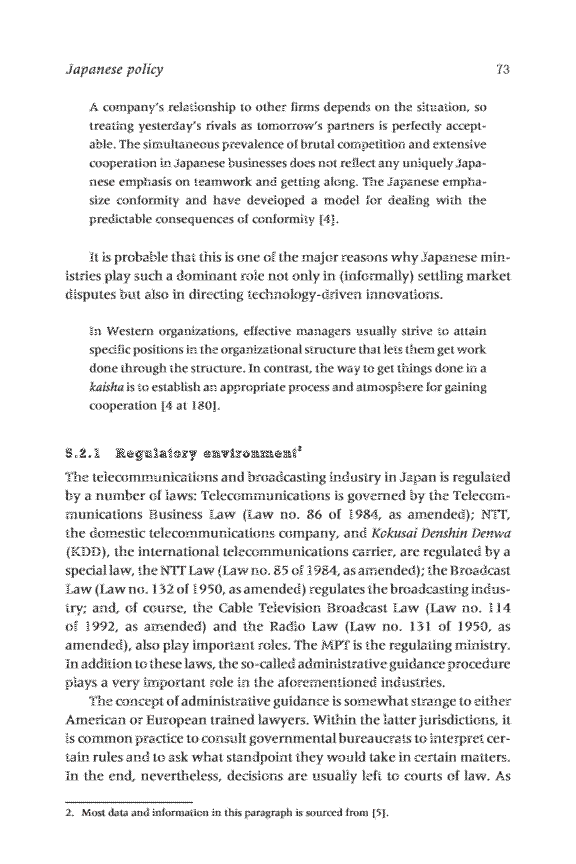 Japanese policy 73
A company's relationship to other firms depends on the situation, so
treating yesterday's rivals as tomorrow's partners is perfectly accept-
able. The simultaneous prevalence of brutal competition and extensive
cooperation in Japanese businesses does not reflect any uniquely Japa-
nese emphasis on teamwork and getting along. The Japanese empha-
size conformity and have developed a model for dealing with the
predictable consequences of conformity [4].
It is probable that this is one of the major reasons why Japanese min-
istries play such a dominant role not only in (informally) settling market
disputes but also in directing technology-driven innovations.
In Western organizations, effective managers usually strive to attain
specific positions in the organizational structure that lets them get work
done through the structure. In contrast, the way to get things done in a
kaisha is to establish an appropriate process and atmosphere for gaining
cooperation [4 at 180].
5.2.1 Regulatory environment²
The telecommunications and broadcasting industry in Japan is regulated
by a number of laws: Telecommunications is governed by the Telecom-
munications Business Law (Law no. 86 of 1984, as amended); NTT,
the domestic telecommunications company, and Kokusai Denshin Denwa
(KDD), the international telecommunications carrier, are regulated by a
special law, the NTT Law (Law no. 85 of 1984, as amended); the Broadcast
Law (Law no. 132 of 1950, as amended) regulates the broadcasting indus-
try; and, of course, the Cable Television Broadcast Law (Law no. 114
of 1992, as amended) and the Radio Law (Law no. 131 of 1950, as
amended), also play important roles. The MPT is the regulating ministry.
In addition to these laws, the so-called administrative guidance procedure
plays a very important role in the aforementioned industries.
The concept of administrative guidance is somewhat strange to either
American or European trained lawyers. Within the latter jurisdictions, it
is common practice to consult governmental bureaucrats to interpret cer-
tain rules and to ask what standpoint they would take in certain matters.
In the end, nevertheless, decisions are usually left to courts of law. As
2. Most data and information in this paragraph is sourced from [5].